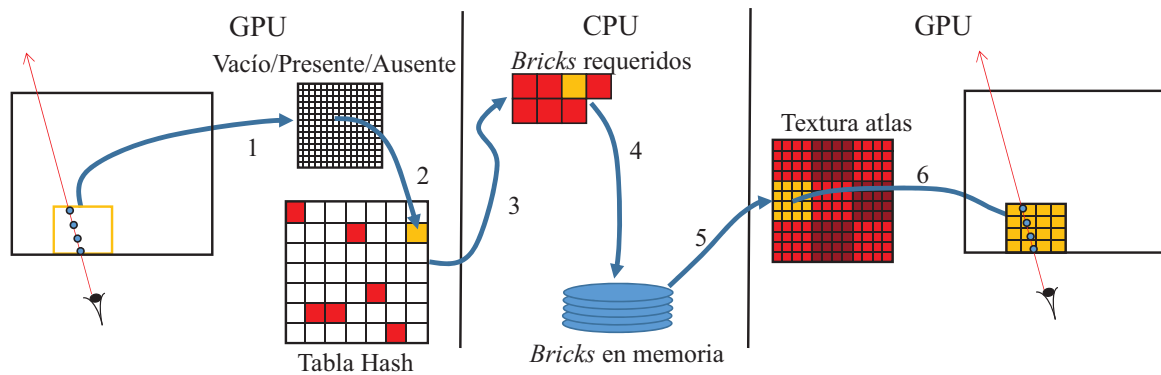 GPU
CPU
GPU
Vacío/Presente/Ausente
Bricks requeridos
Textura atlas
1
2
3
4
5
6
Tabla Hash
Bricks en memoria